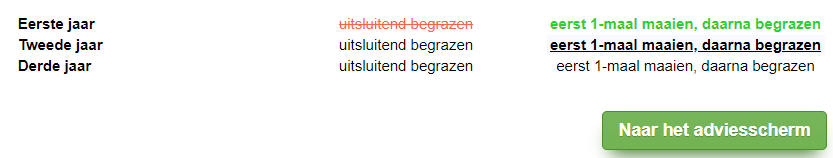 Eerste jaar uitsluitend begrazen eerst 1-maal maaien, daarna begrazen
Tweede jaar uitsluitend begrazen eerst 1-maal maaien, daarna begrazen
Derde jaar uitsluitend begrazen eerst 1-maal maaien, daarna begrazen
Naar het adviesscherm